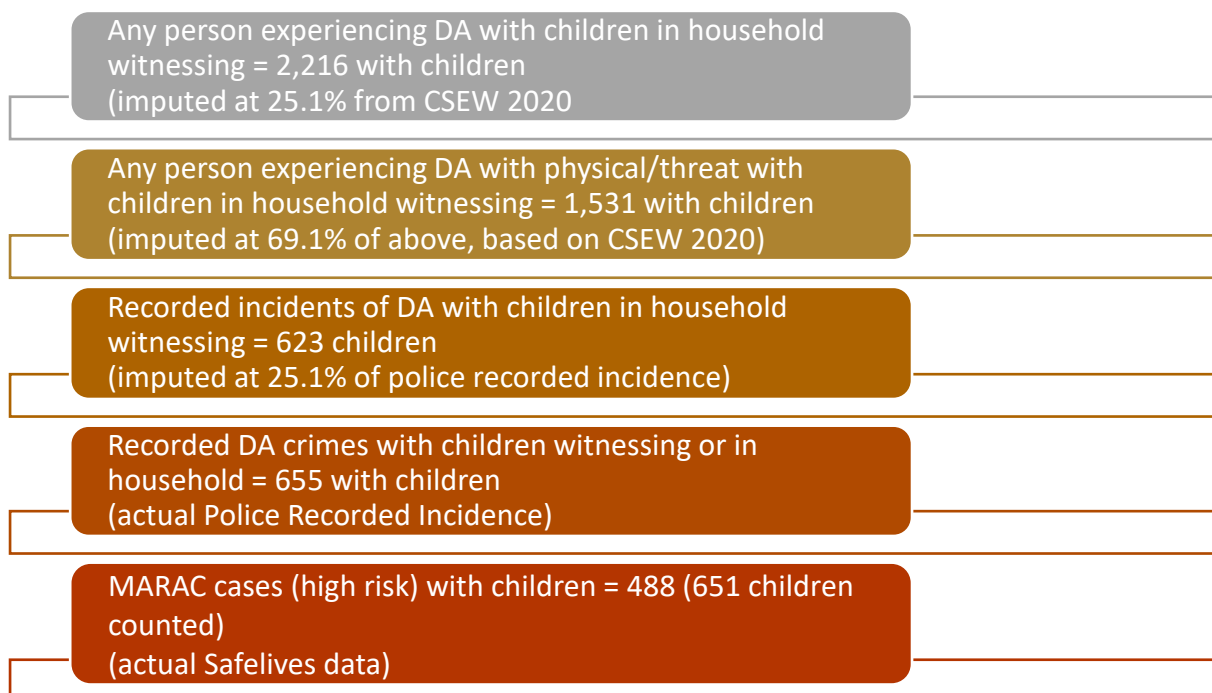 Any person experiencing DA with children in household
witnessing = 2,216 with children
(imputed at 25.1% from CSEW 2020
Any person experiencing DA with physical/threat with
children in household witnessing = 1,531 with children
(imputed at 69.1% of above, based on CSEW 2020)
Recorded incidents of DA with children in household
witnessing = 623 children
(imputed at 25.1% of police recorded incidence)
Recorded DA crimes with children witnessing or in
household = 655 with children
(actual Police Recorded Incidence)
MARAC cases (high risk) with children = 488 (651 children
counted)
(actual Safelives data)